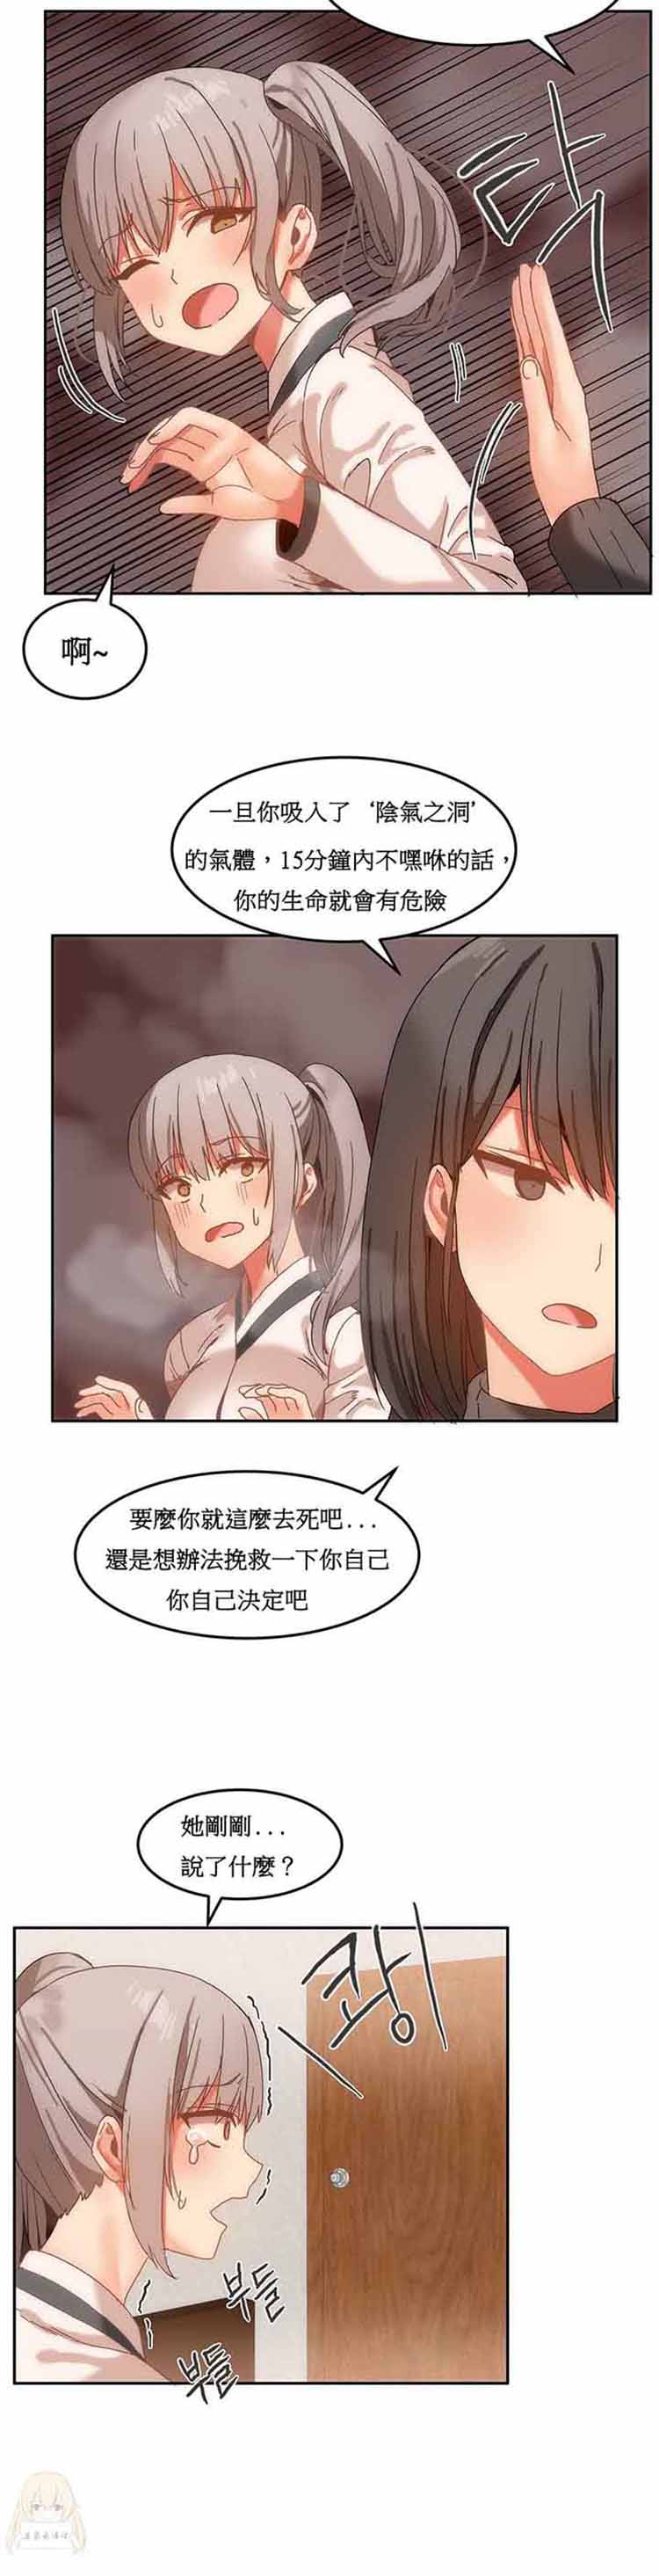 타
啊~
一旦你吸入了‘陰氣之洞’
的氣體，15分鐘內不嘿咻的話，
你的生命就會有危險
要麼你就這麼去死吧...
還是想辦法挽救一下你自己
你自己決定吧
她剛剛...
說了什麼？
쾅
부들
부들